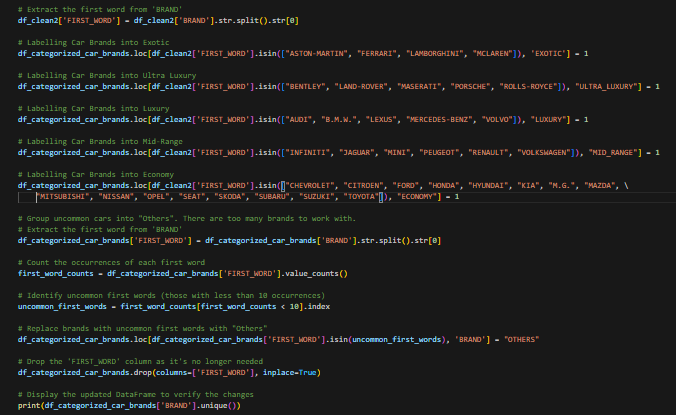 # Extract the first word from 'BRAND'
df_clean2['FIRST_WORD'] = df_clean2['BRAND'].str.split().str[0]
# Labelling Car Brands into Exotic
df_categorized_car_brands.loc[df_clean2['FIRST_WORD'].isin(["ASTON-MARTIN", "FERRARI", "LAMBORGHINI", "MCLAREN"]), 'EXOTIC'] = 1
# Labelling Car Brands into Ultra Luxury
df_categorized_car_brands.loc[df_clean2['FIRST_WORD'].isin(["BENTLEY", "LAND-ROVER", "MASERATI", "PORSCHE", "ROLLS-ROYCE"]), "ULTRA_LUXURY"] = 1
# Labelling Car Brands into Luxury
df_categorized_car_brands.loc[df_clean2['FIRST_WORD'].isin(["AUDI", "B.M.W.", "LEXUS", "MERCEDES-BENZ", "VOLVO"]), "LUXURY"] = 1
# Labelling Car Brands into Mid-Range
df_categorized_car_brands.loc[df_clean2['FIRST_WORD'].isin(["INFINITI", "JAGUAR", "MINI", "PEUGEOT", "RENAULT", "VOLKSWAGEN"]), "MID_RANGE"] = 1
# Labelling Car Brands into Economy
df_categorized_car_brands.loc[df_clean2['FIRST_WORD'].isin(["CHEVROLET", "CITROEN", "FORD", "HONDA", "HYUNDAI", "KIA", "M.G.", "MAZDA", \
"MITSUBISHI", "NISSAN", "OPEL", "SEAT", "SKODA", "SUBARU", "SUZUKI", "TOYOTA"]), "ECONOMY"] = 1
# Group uncommon cars into "Others". There are too many brands to work with.
# Extract the first word from 'BRAND'
df_categorized_car_brands['FIRST_WORD'] = df_categorized_car_brands['BRAND'].str.split().str[0]
# Count the occurrences of each first word
first_word_counts = df_categorized_car_brands['FIRST_WORD'].value_counts()
# Identify uncommon first words (those with less than 10 occurrences)
uncommon_first_words = first_word_counts[first_word_counts < 10].index
# Replace brands with uncommon first words with "Others"
df_categorized_car_brands.loc[df_categorized_car_brands['FIRST_WORD'].isin(uncommon_first_words), 'BRAND'] = "OTHERS"
# Drop the 'FIRST_WORD' column as it's no longer needed
df_categorized_car_brands.drop(columns=['FIRST_WORD'], inplace=True)
# Display the updated DataFrame to verify the changes
print(df_categorized_car_brands['BRAND'].unique())